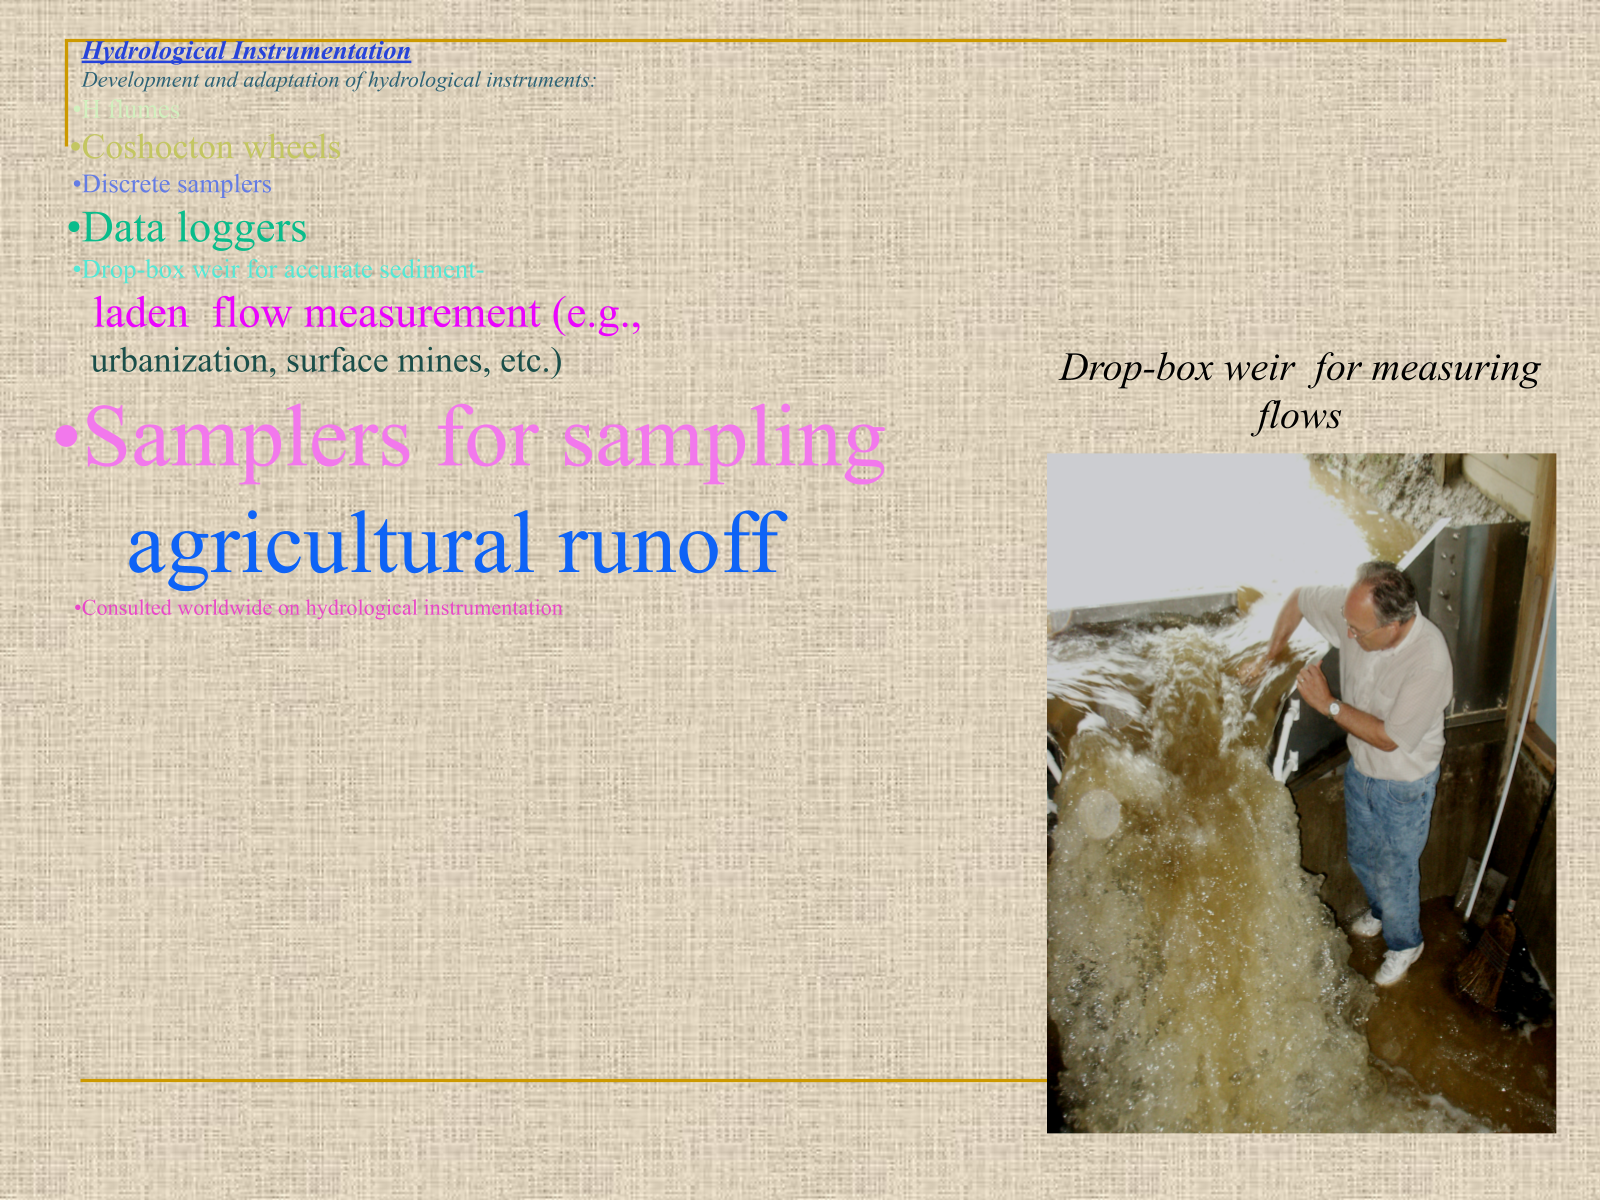 Hydrological Instrumentation
Development and adaptation of hydrological instruments:
•H flumes
•Coshocton wheels
•Discrete samplers
•Data loggers
•Drop-box weir for accurate sediment-
laden  flow measurement (e.g.,
urbanization, surface mines, etc.)
•Samplers for sampling
agricultural runoff
•Consulted worldwide on hydrological instrumentation
Drop-box weir  for measuring
flows